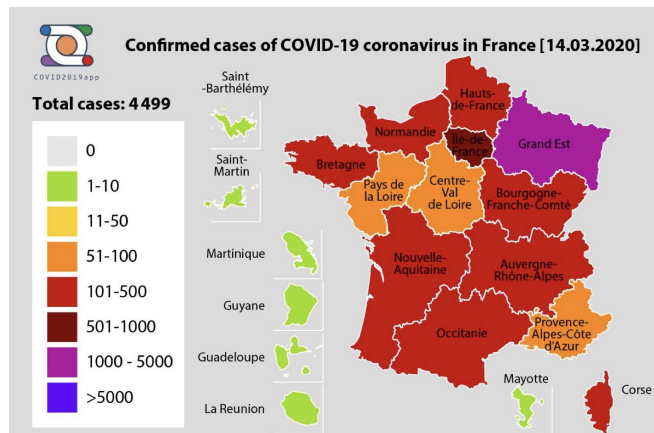 Confirmed cases of COVID-19 coronavirus in France [14.03.2020]
COVID2019app
Total cases: 4 499
0
1-10
11-50
51-100
101-500
501-1000
1000 - 5000
>5000
Saint
-Barthélémy
Saint-
Martin
Martinique
Guyane
Guadeloupe
La Reunion
Hauts-
de-France
Normandie
Île-de-
France
Grand Est
Bretagne
Pays de
la Loire
Centre-
Val
de Loire
Bourgogne-
Franche-Comté
Nouvelle-
Aquitaine
Auvergne-
Rhône-Alpes
Occitanie
Provence-
Alpes-Côte
d'Azur
Mayotte
Corse